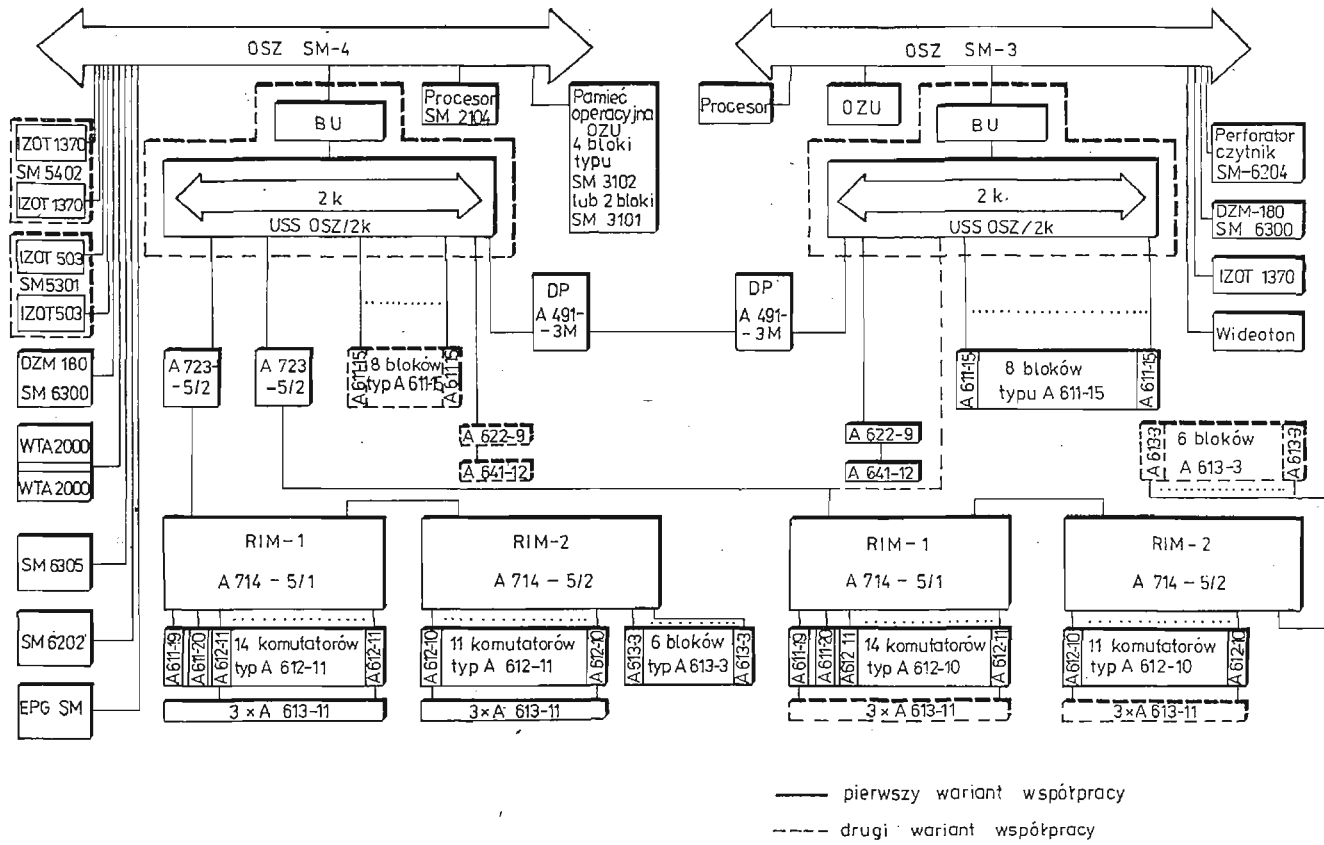 OSZ SM-4
OSZ SM-3
BU
Procesor
SM 2104
Pamięć
operacyjna
OZU
4 bloki
typu
SM 3102
lub 2 bloki
SM 3101
Procesor
OZU
BU
Perforator
czytnik
SM-6204
IZOT 1370
SM 5402
IZOT 1370
2 k
USS OSZ/2k
2 k
USS OSZ/2k
DZM-180
SM 6300
IZOT 503
SM5301
IZOT503
IZOT 1370
DP
A 491-
-3M
DP
A 491-
-3M
Wideoton
DZM 180
SM 6300
A 723-
-5/2
A 723
-5/2
A 611-15
8 bloków
typ A 611-15
A 611-15
A 611-15
8 bloków
typu A 611-15
A 611-15
WTA2000
WTA2000
A 622-9
A 641-12
A 622-9
A 641-12
A 613-3
6 bloków
A 613-3
A 613-3
RIM-1
A 714 - 5/1
RIM-2
A 714 - 5/2
RIM-1
A 714 - 5/1
RIM-2
A 714 - 5/2
SM 6305
SM 6202
A 611-19
A 611-20
A 612-11
14 komutatorów
typ A 612-11
A 612-11
A 612-10
11 komutatorów
typ A 612-11
A 612-10
A 613-3
6 bloków
typ A 613-3
A 613-3
A 611-19
A 611-20
A 612 11
14 komutatorów
typ A 612-10
A 612-11
A 612-10
11 komutatorów
typ A 612-10
A 612-10
EPG SM
3 × A 613-11
3 × A 613-11
3 × A 613-11
3 × A 613-11
pierwszy wariant współpracy
drugi wariant współpracy